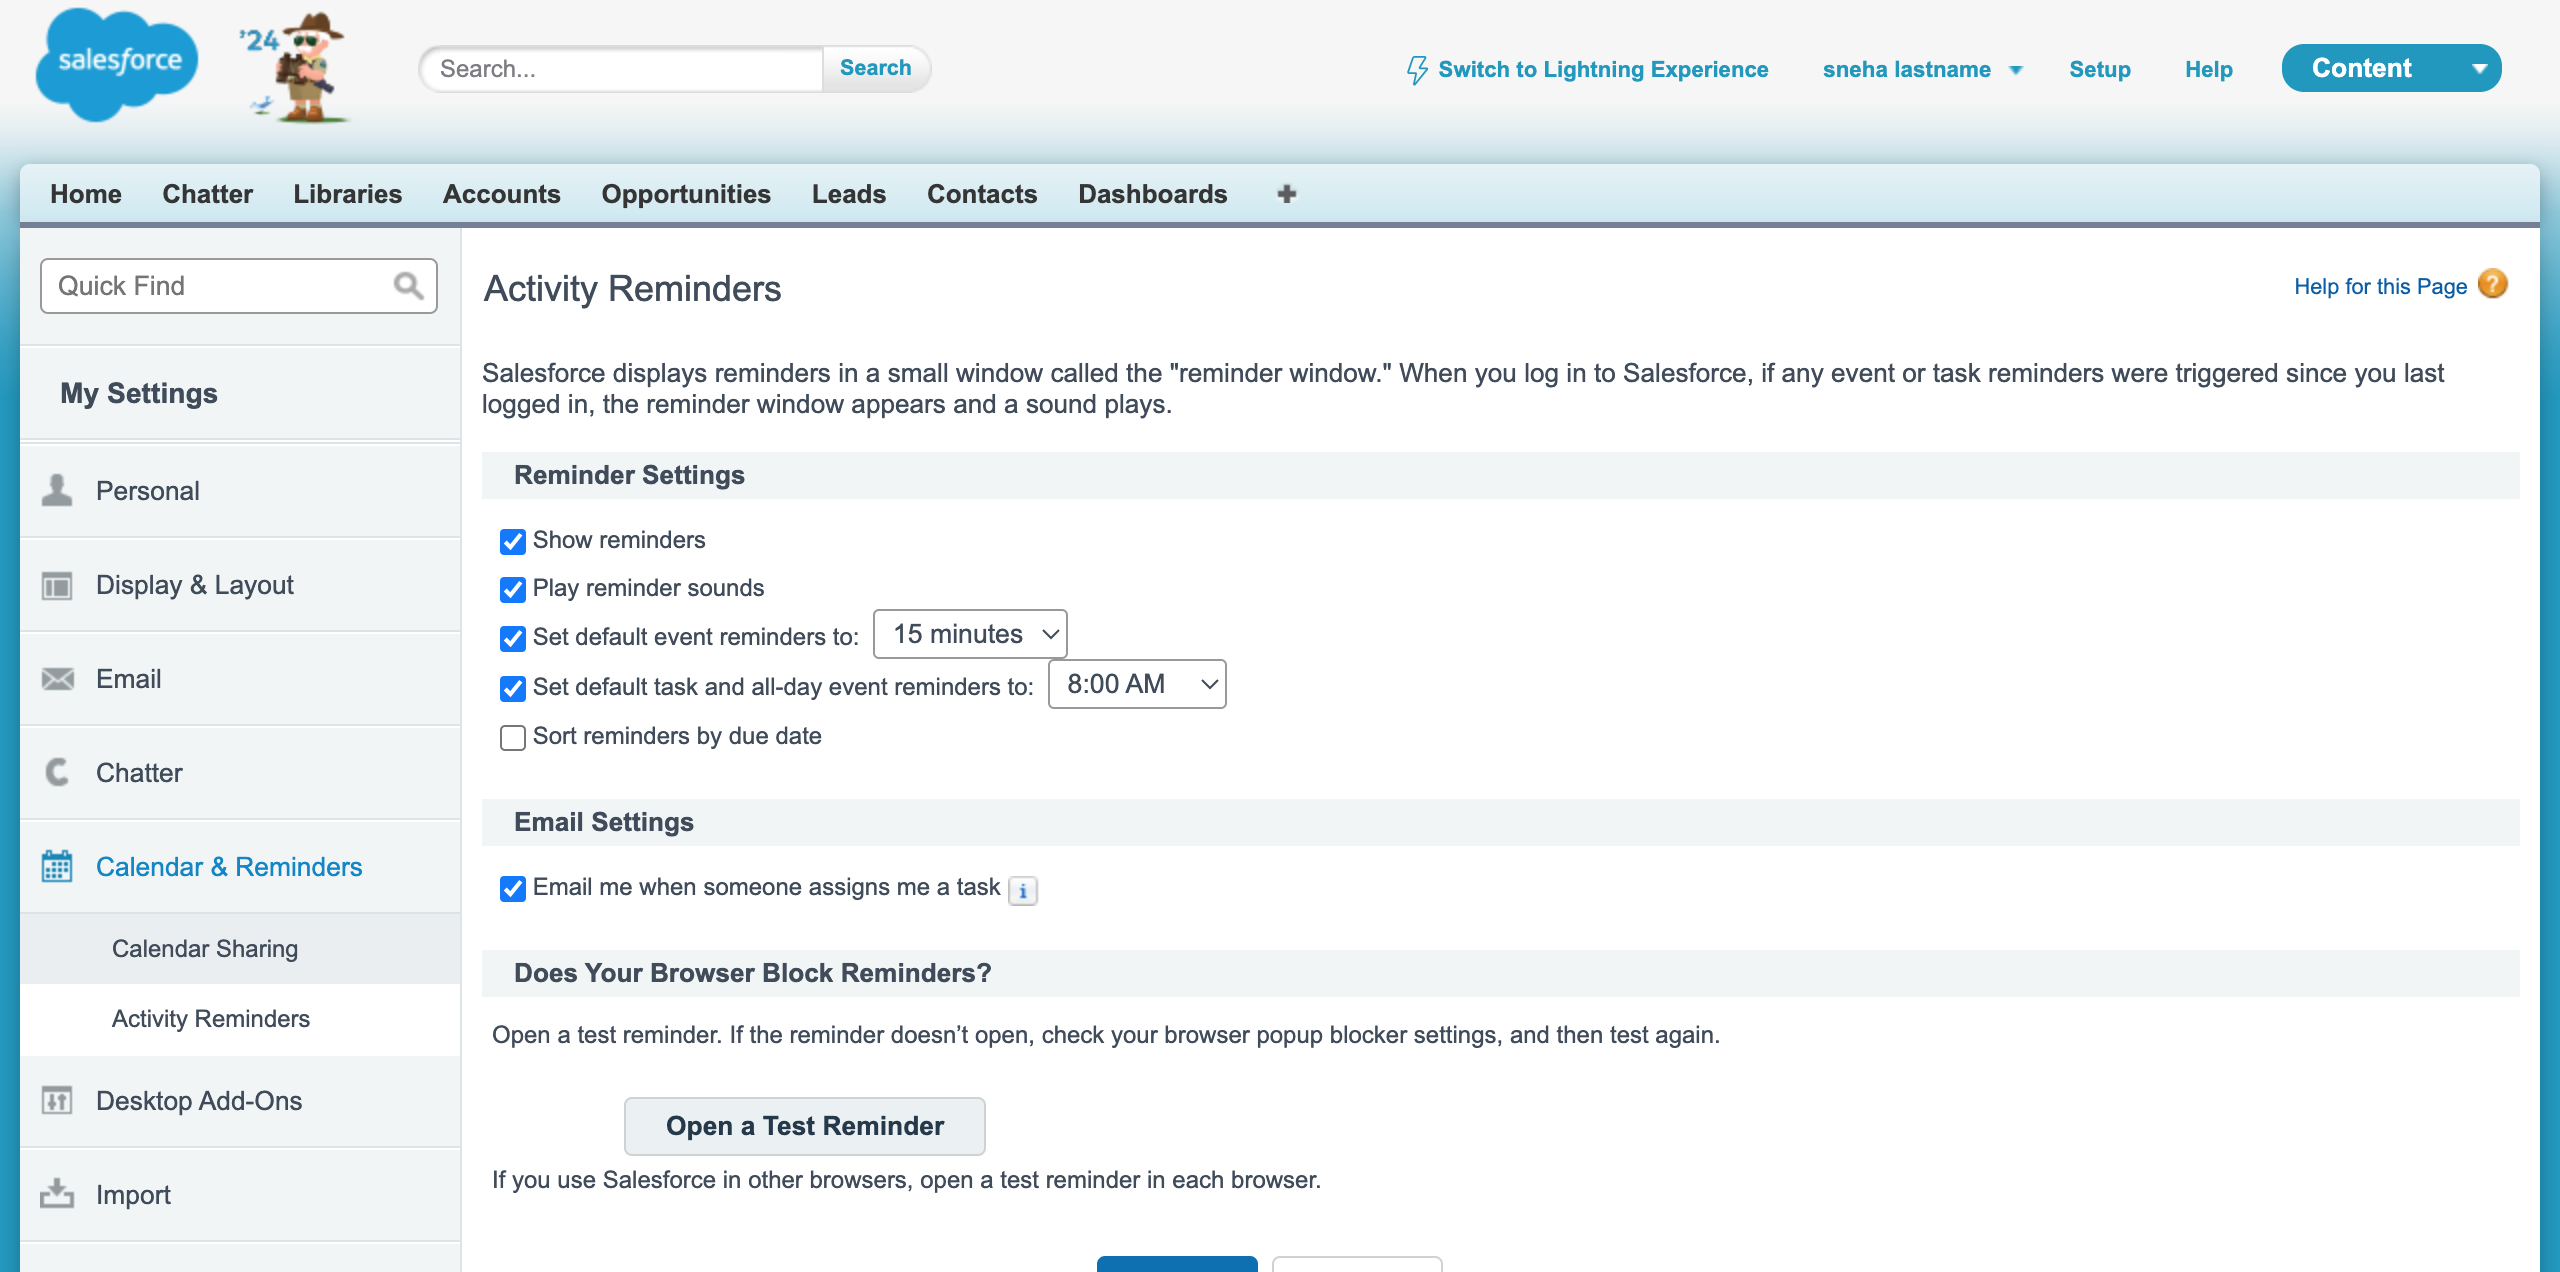 salesforce
’24
Search...
Search
Switch to Lightning Experience
sneha lastname
Setup
Help
Content
Home
Chatter
Libraries
Accounts
Opportunities
Leads
Contacts
Dashboards
Quick Find
My Settings
Personal
Display & Layout
Email
Chatter
Calendar & Reminders
Calendar Sharing
Activity Reminders
Desktop Add-Ons
Import
Activity Reminders
Help for this Page
Salesforce displays reminders in a small window called the "reminder window." When you log in to Salesforce, if any event or task reminders were triggered since you last
logged in, the reminder window appears and a sound plays.
Reminder Settings
Show reminders
Play reminder sounds
Set default event reminders to: 15 minutes
Set default task and all-day event reminders to: 8:00 AM
Sort reminders by due date
Email Settings
Email me when someone assigns me a task
Does Your Browser Block Reminders?
Open a test reminder. If the reminder doesn’t open, check your browser popup blocker settings, and then test again.
Open a Test Reminder
If you use Salesforce in other browsers, open a test reminder in each browser.